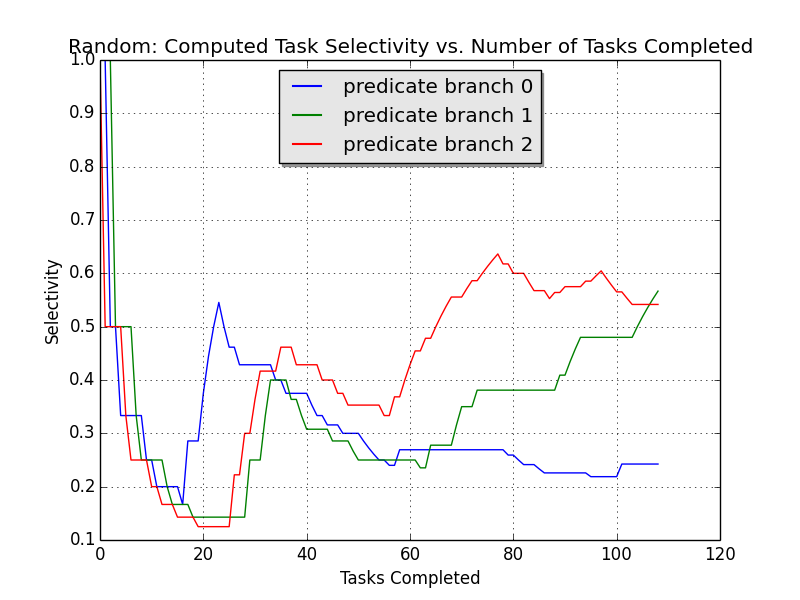 Random: Computed Task Selectivity vs. Number of Tasks Completed
1.0
predicate branch 0
predicate branch 1
predicate branch 2
0.9
0.8
0.7
0.6
0.5
0.4
0.3
0.2
0.1
Selectivity
0 20 40 60 80 100 120
Tasks Completed